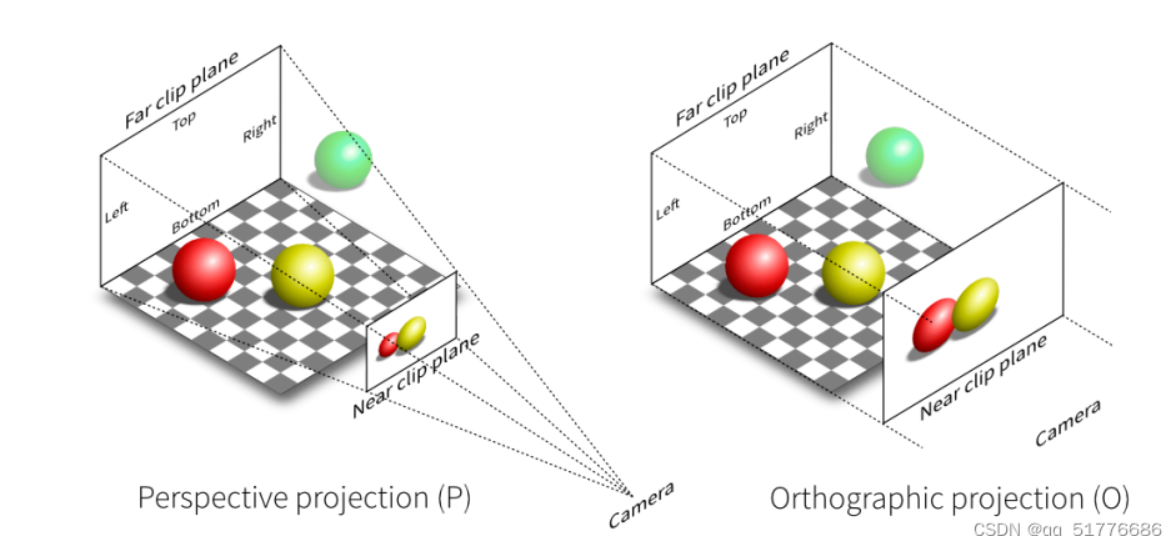 Far clip plane
Top
Right
Left
Bottom
Near clip plane
Camera
Perspective projection (P)
Far clip plane
Top
Right
Left
Bottom
Near clip plane
Camera
Orthographic projection (O)
CSDN @qq_51776686